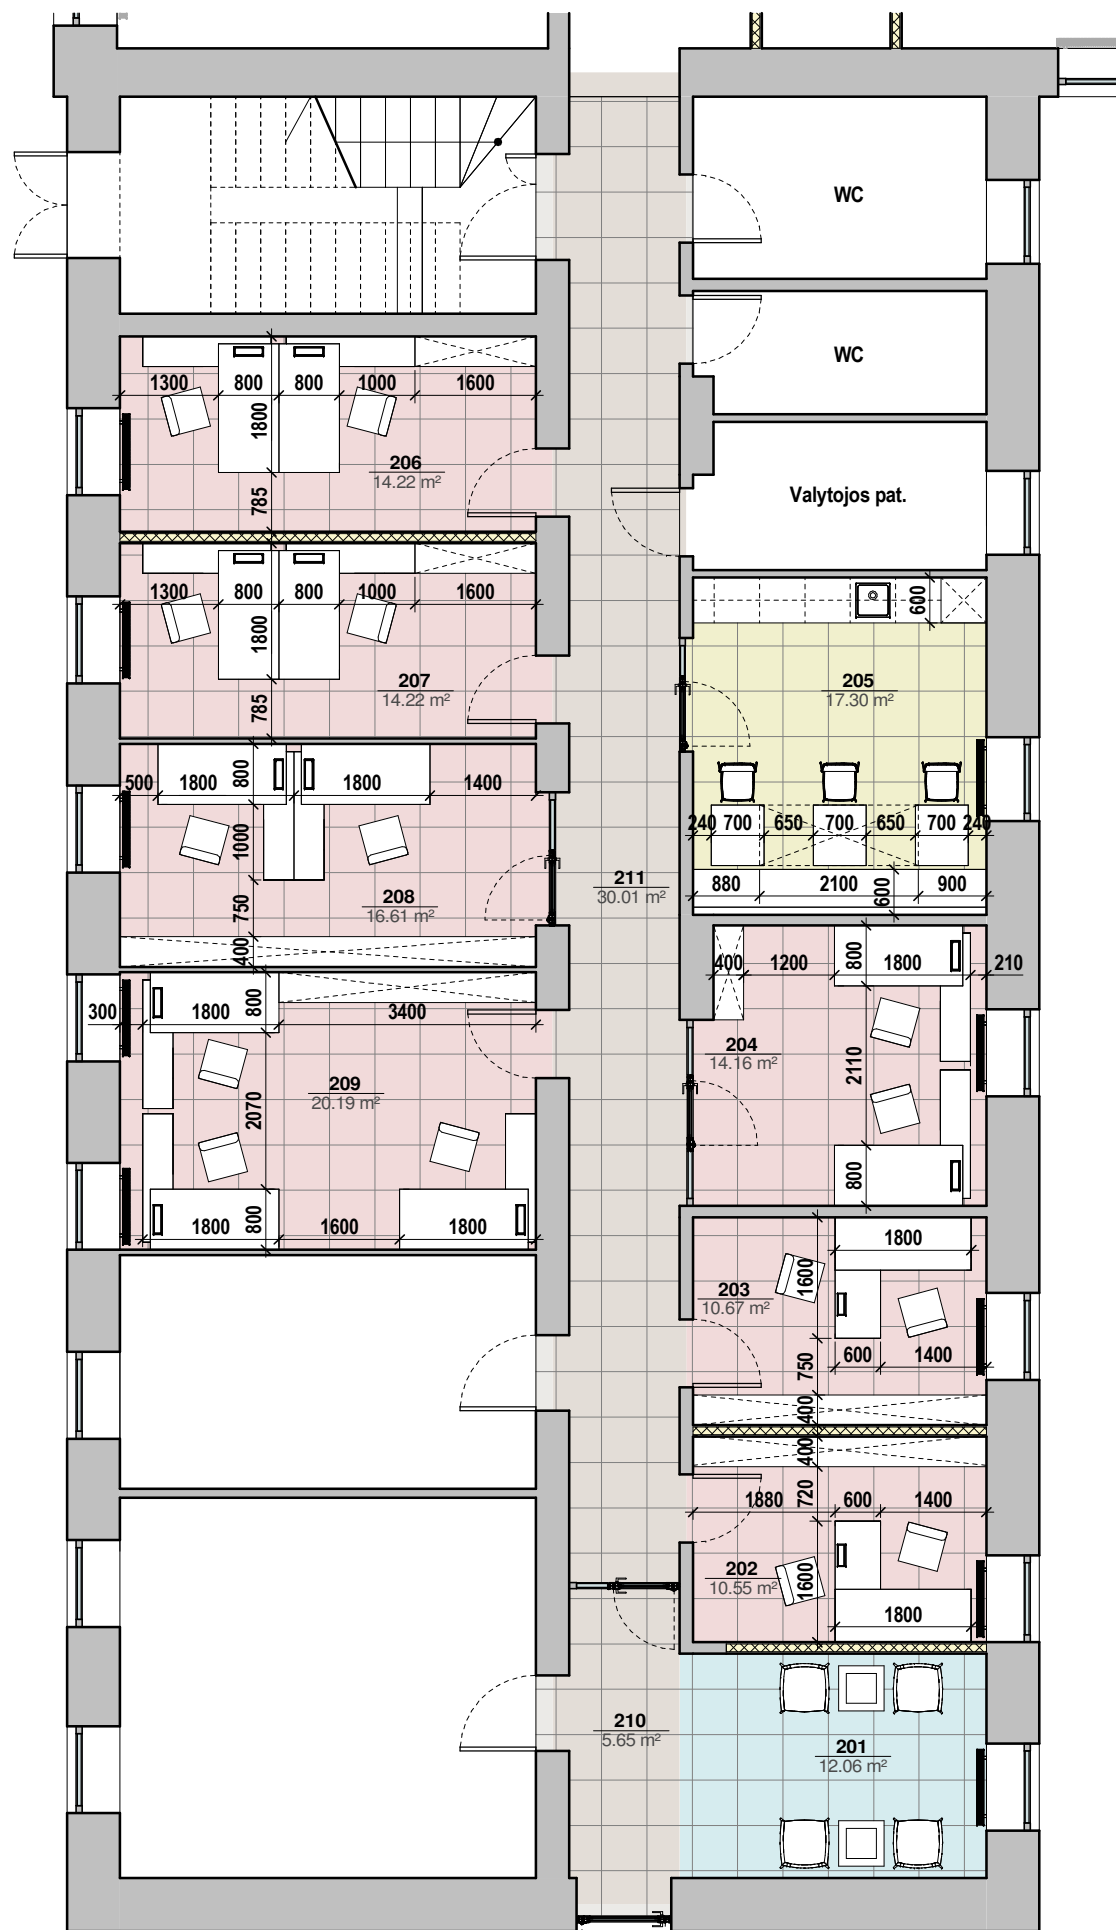 WC
WC
Valytojos pat.
1300 800 800 1000 1600
1800
206
14.22 m²
785
1300 800 800 1000 1600
1800
207
14.22 m²
785
600
205
17.30 m²
500 1800 800 1800 1400
1000
208
16.61 m²
750
400
240 700 650 700 650 700 240
880 2100 900
600
211
30.01 m²
300 1800 800 3400
209
20.19 m²
2070
1800 800 1600 1800
400 1200 800 1800 210
204
14.16 m²
2110
800
1800
1600
203
10.67 m²
600 1400
750
400
400
1880 720 600 1400
202
10.55 m²
1600
1800
210
5.65 m²
201
12.06 m²